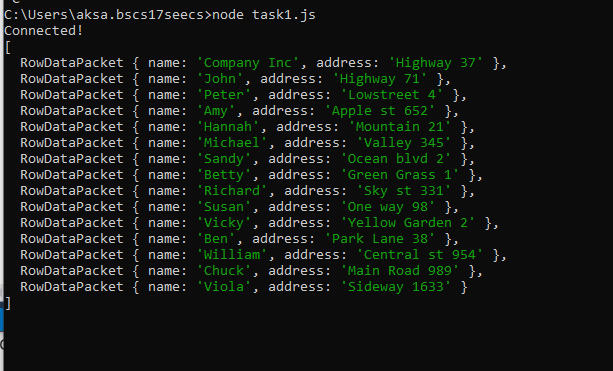 C:\Users\aksa.bscs17seecs>node task1.js
Connected!
[
  RowDataPacket { name: 'Company Inc', address: 'Highway 37' },
  RowDataPacket { name: 'John', address: 'Highway 71' },
  RowDataPacket { name: 'Peter', address: 'Lowstreet 4' },
  RowDataPacket { name: 'Amy', address: 'Apple st 652' },
  RowDataPacket { name: 'Hannah', address: 'Mountain 21' },
  RowDataPacket { name: 'Michael', address: 'Valley 345' },
  RowDataPacket { name: 'Sandy', address: 'Ocean blvd 2' },
  RowDataPacket { name: 'Betty', address: 'Green Grass 1' },
  RowDataPacket { name: 'Richard', address: 'Sky st 331' },
  RowDataPacket { name: 'Susan', address: 'One way 98' },
  RowDataPacket { name: 'Vicky', address: 'Yellow Garden 2' },
  RowDataPacket { name: 'Ben', address: 'Park Lane 38' },
  RowDataPacket { name: 'William', address: 'Central st 954' },
  RowDataPacket { name: 'Chuck', address: 'Main Road 989' },
  RowDataPacket { name: 'Viola', address: 'Sideway 1633' }
]